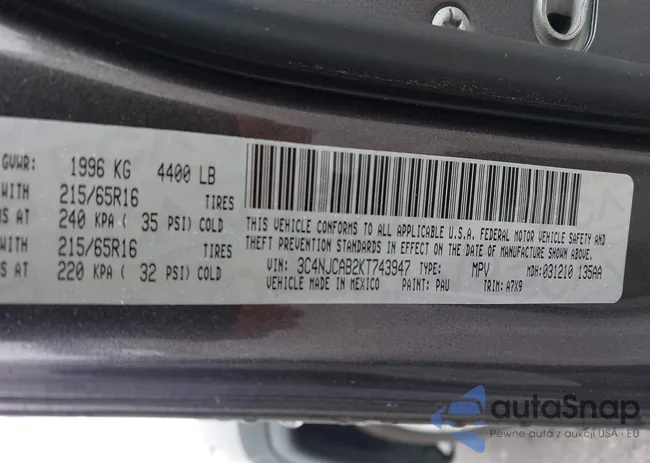 GVWR: 1996 KG 4400 LB
WITH 215/65R16 TIRES
AT 240 KPA ( 35 PSI) COLD
WITH 215/65R16 TIRES
AT 220 KPA ( 32 PSI) COLD
THIS VEHICLE CONFORMS TO ALL APPLICABLE U.S.A. FEDERAL MOTOR VEHICLE SAFETY AND
THEFT PREVENTION STANDARDS IN EFFECT ON THE DATE OF MANUFACTURE SHOWN ABOVE.
VIN: 3C4NJCAB2KT743947 TYPE: MPV MDH: 031210 135AA
VEHICLE MADE IN MEXICO PAINT: PAU TRIM: A7X9
autaSnap
Pewne auta z aukcji USA i EU